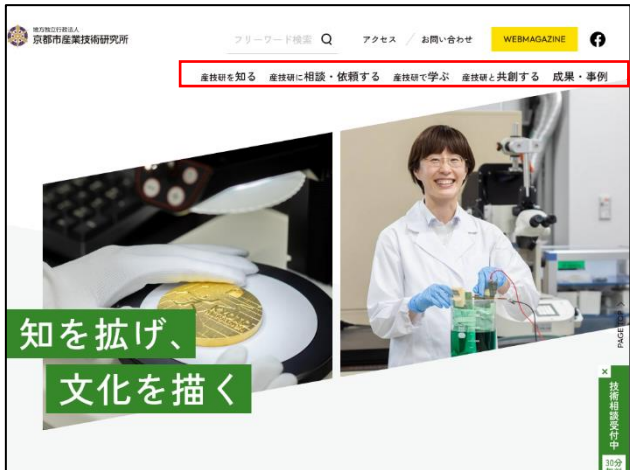 地方独立行政法人
京都市産業技術研究所
フリーワード検索
アクセス / お問い合わせ
WEBMAGAZINE
産技研を知る 産技研に相談・依頼する 産技研で学ぶ 産技研と共創する 成果・事例
知を拡げ、
文化を描く
PAGE TOP
×
技術相談受付中
30分